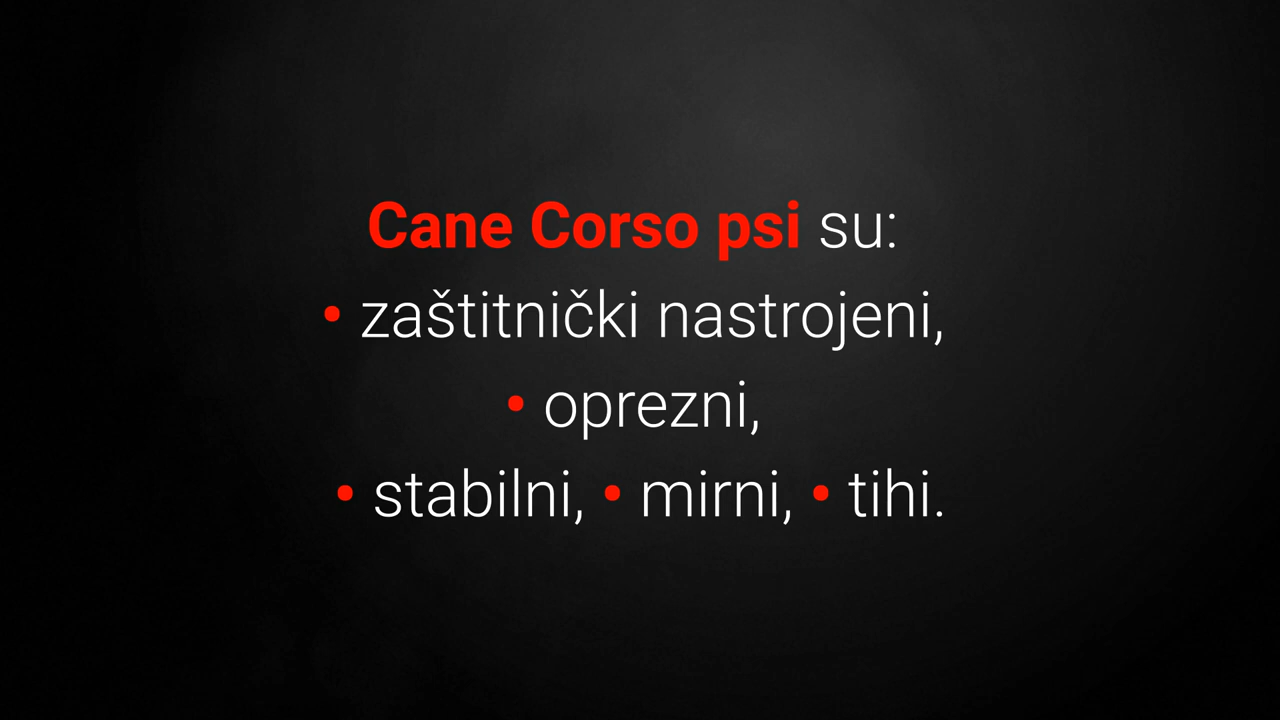 Cane Corso psi su:
• zaštitnički nastrojeni,
• oprezni,
• stabilni, • mirni, • tihi.